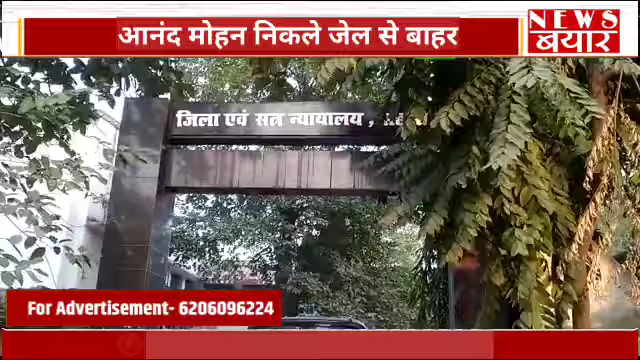 आनंद मोहन निकले जेल से बाहर
NEWS
बयार
जिला एवं सत्र न्यायालय ,
For Advertisement- 6206096224